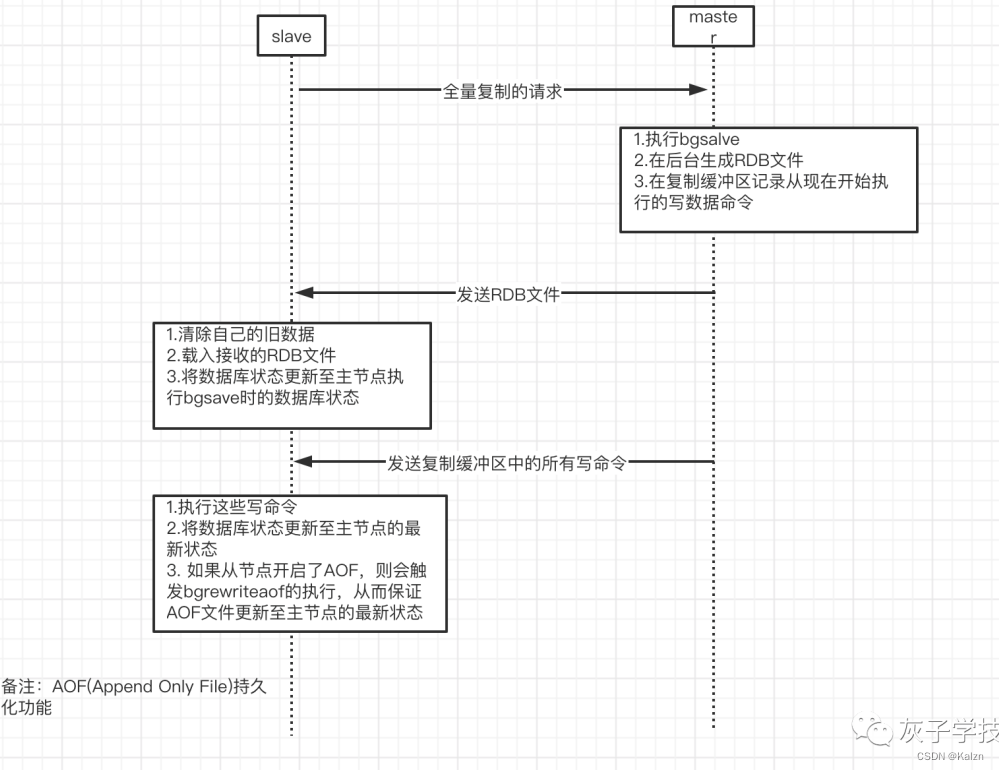 slave
maste
r
全量复制的请求
1.执行bgsalve
2.在后台生成RDB文件
3.在复制缓冲区记录从现在开始执
行的写数据命令
发送RDB文件
1.清除自己的旧数据
2.载入接收的RDB文件
3.将数据库状态更新至主节点执
行bgsave时的数据库状态
发送复制缓冲区中的所有写命令
1.执行这些写命令
2.将数据库状态更新至主节点的最
新状态
3. 如果从节点开启了AOF，则会触
发bgrewriteaof的执行，从而保证
AOF文件更新至主节点的最新状态
备注：AOF(Append Only File)持久
化功能
灰子学技
CSDN @Kalzn